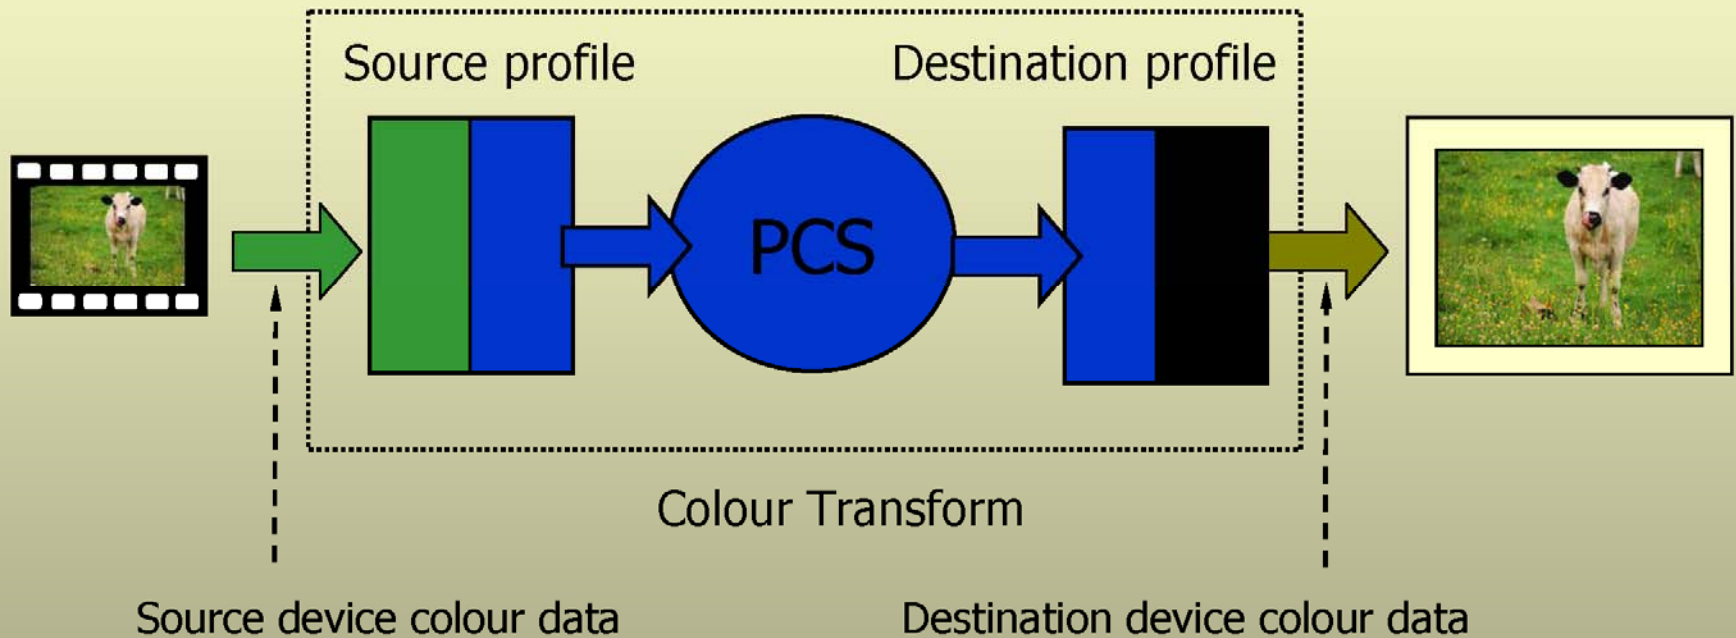 Source profile
Destination profile
PCS
Colour Transform
Source device colour data
Destination device colour data